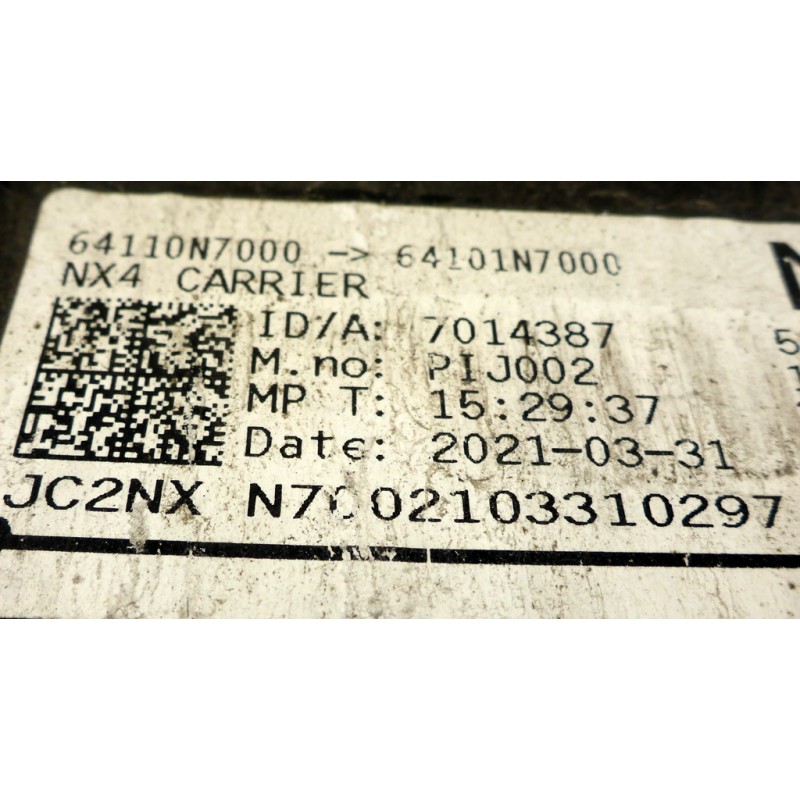 64110N7000 -> 64101N7000
NX4 CARRIER
ID/A: 7014387
M.no: PIJ002
MP T: 15:29:37
Date: 2021-03-31
JC2NX